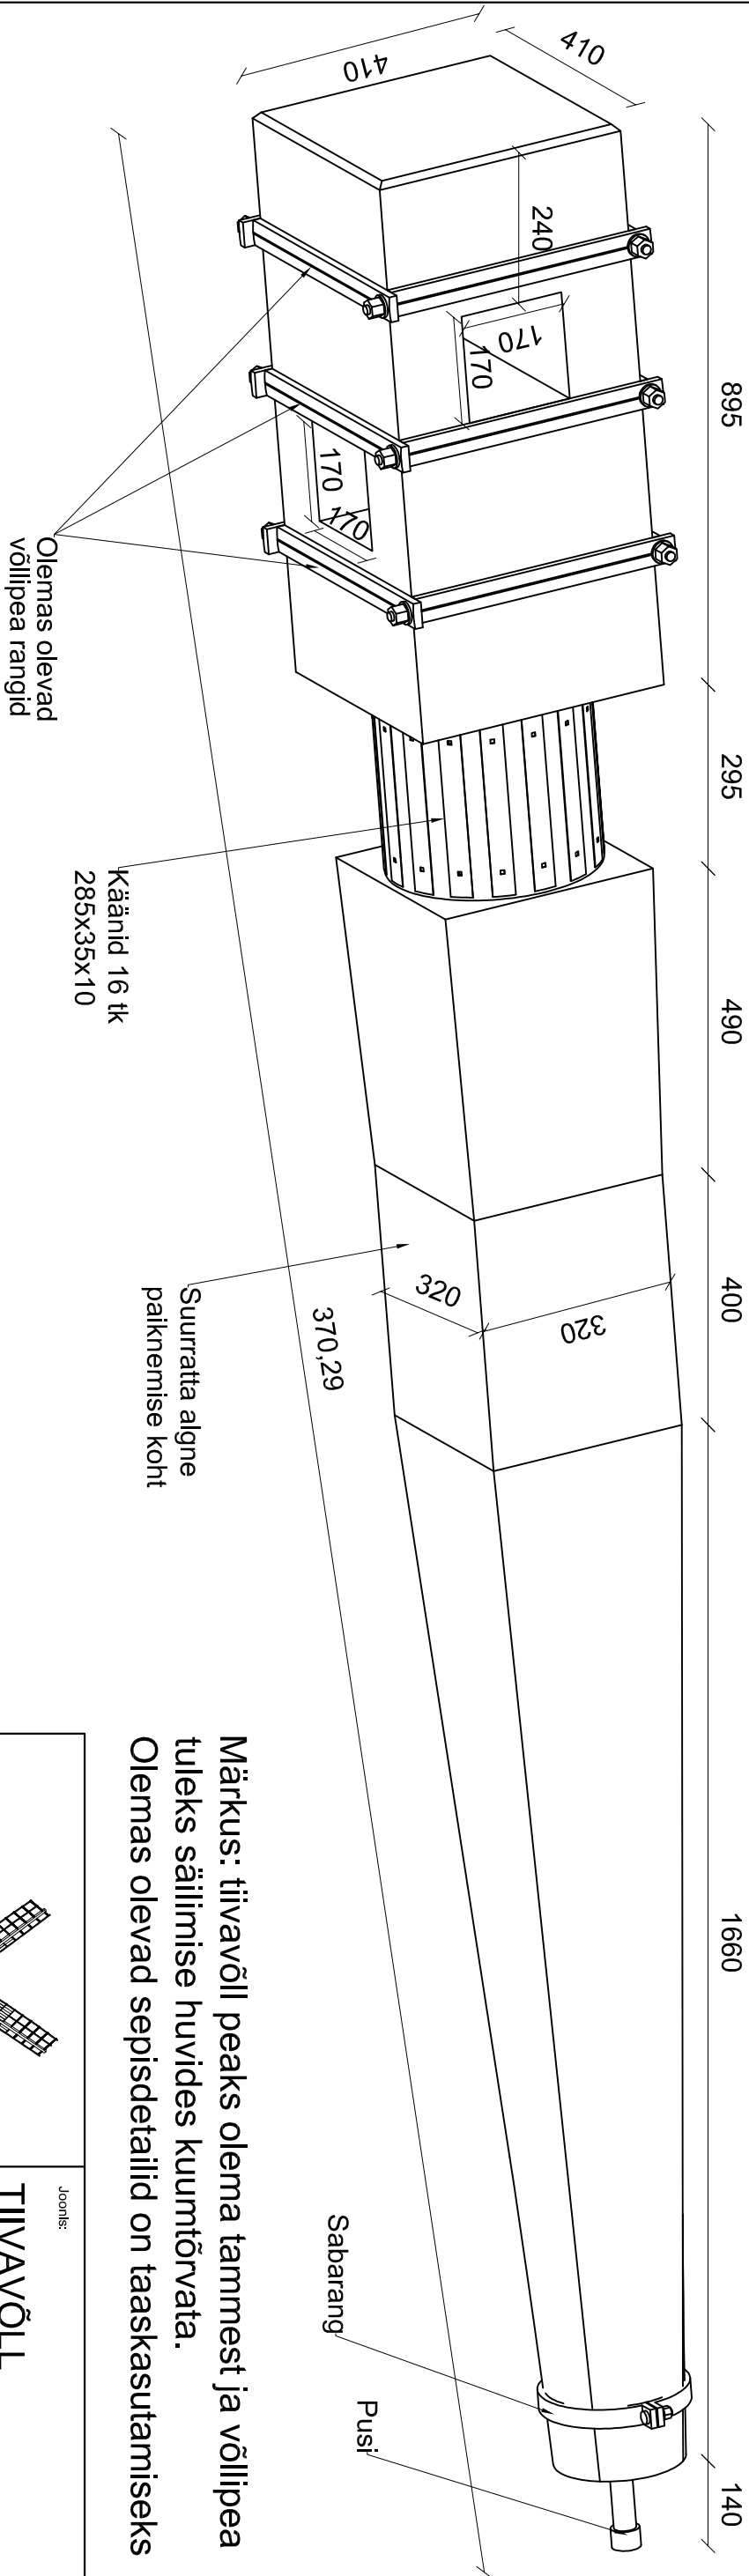 410
410
895
295
490
400
1660
140
240
170
170
170
170
320
320
370,29
Olemas olevad
võllipea rangid
Käänid 16 tk
285x35x10
Suurratta algne
paiknemise koht
Sabarang
Pusi
Märkus: tiivavõll peaks olema tammest ja võllipea
tuleks säilimise huvides kuumtõrvata.
Olemas olevad sepisdetailid on taaskasutamiseks
Joonis:
TIIVAVÕLL